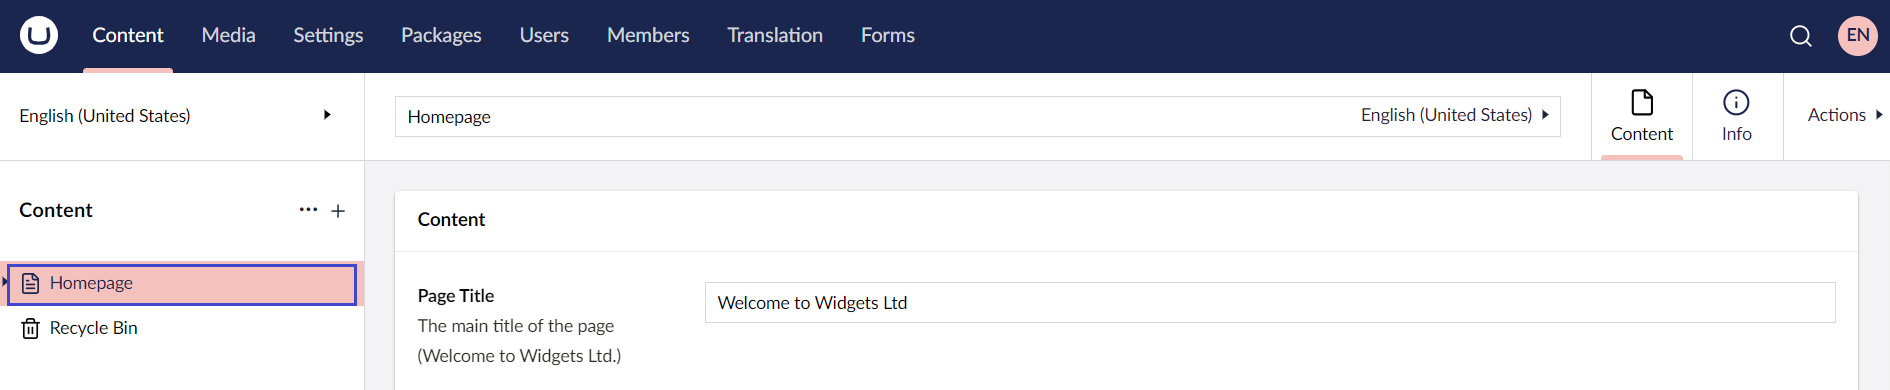 Content Media Settings Packages Users Members Translation Forms EN
English (United States)
Homepage English (United States)
Content
Info
Actions
Content
Homepage
Recycle Bin
Content
Page Title
The main title of the page
(Welcome to Widgets Ltd.)
Welcome to Widgets Ltd